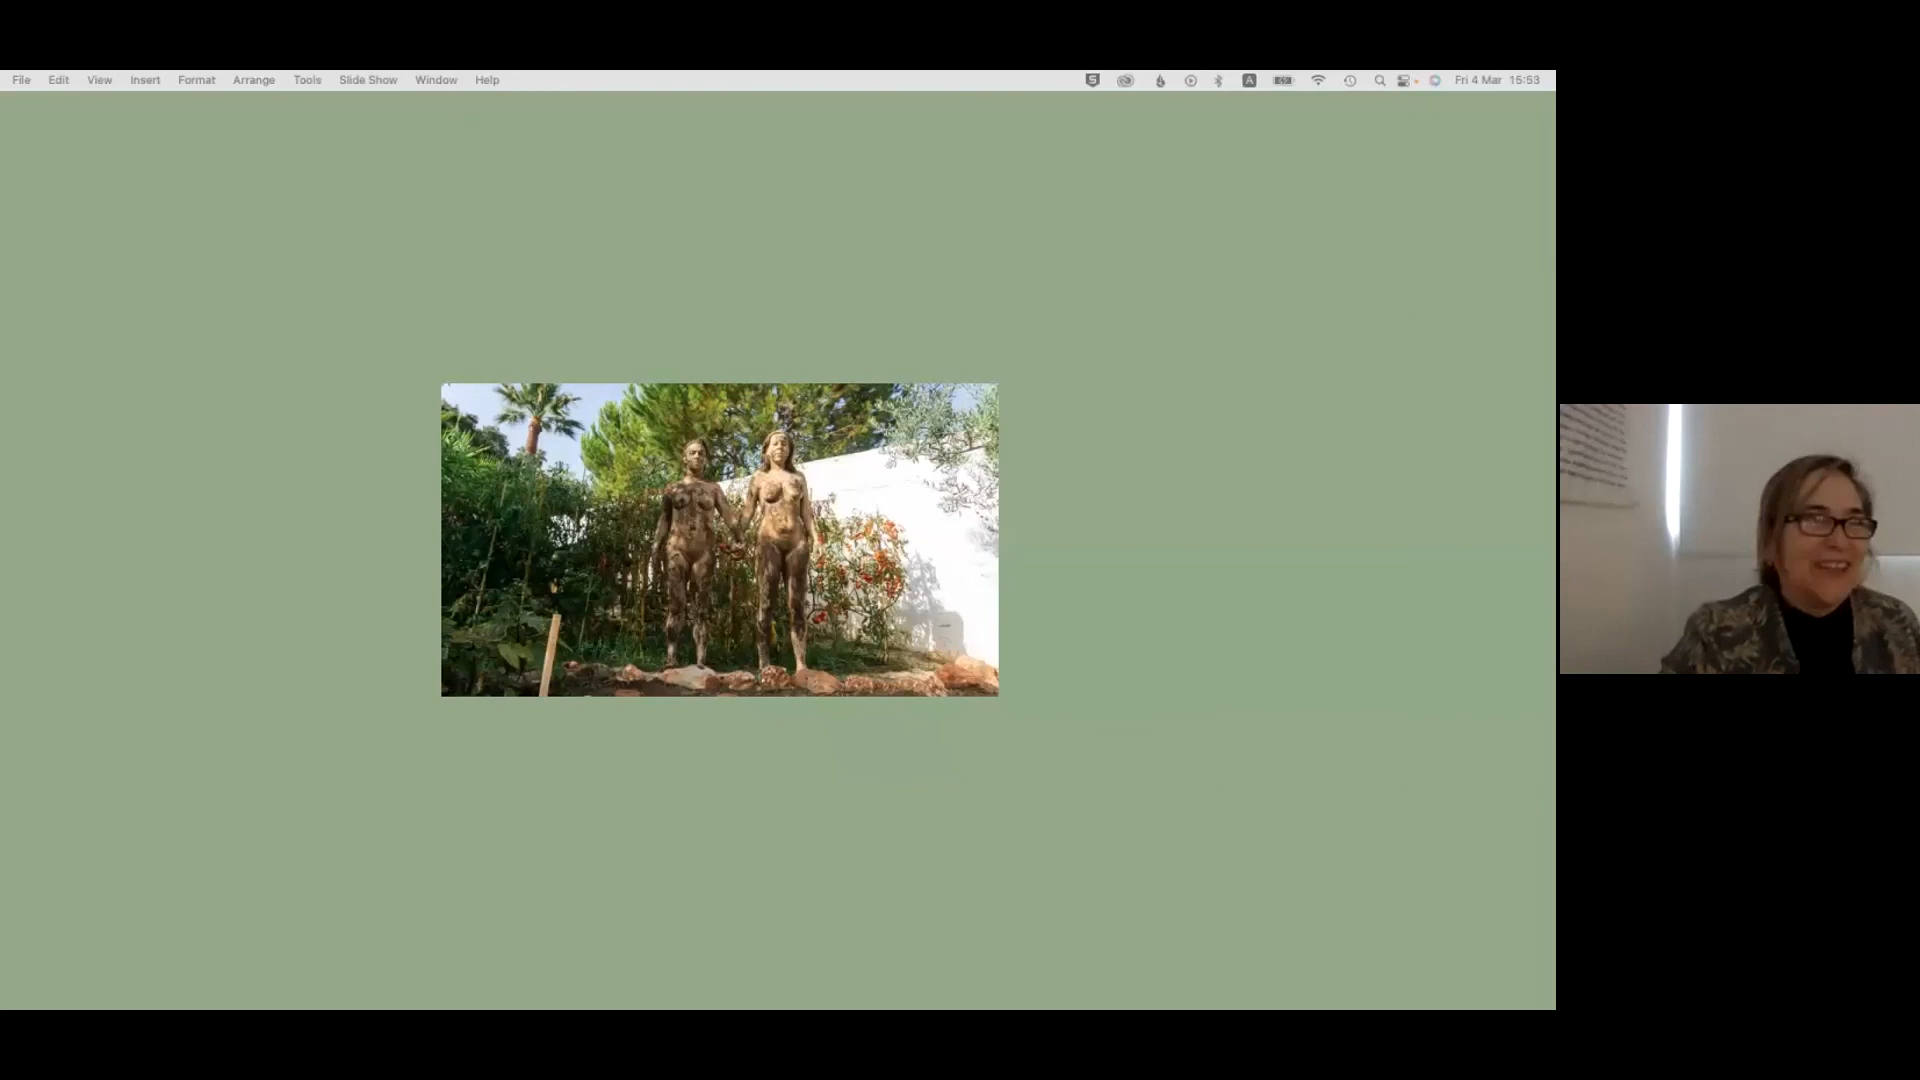 File Edit View Insert Format Arrange Tools Slide Show Window Help
A Fri 4 Mar 15:53